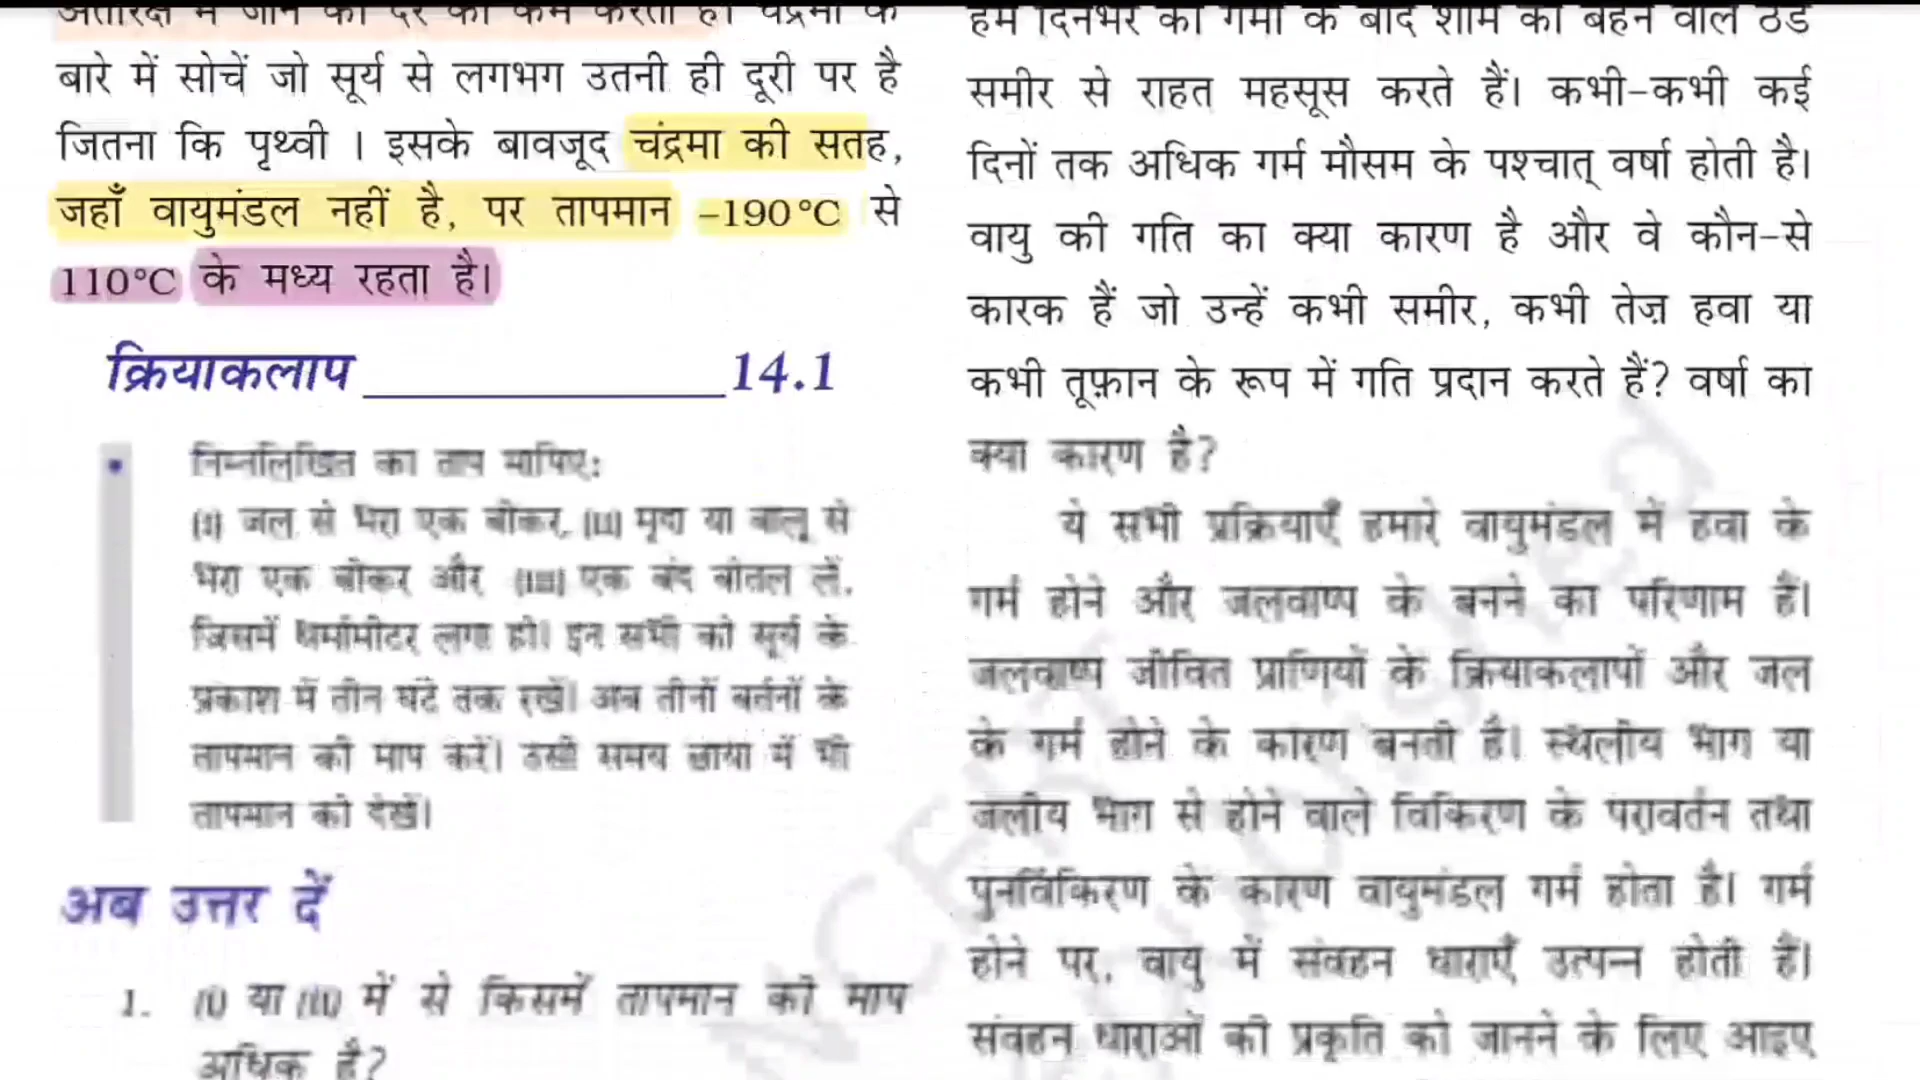 अंतरिक्ष में जाने की दर को कम करता है। चंद्रमा के
बारे में सोचें जो सूर्य से लगभग उतनी ही दूरी पर है
जितना कि पृथ्वी । इसके बावजूद चंद्रमा की सतह,
जहाँ वायुमंडल नहीं है, पर तापमान –190°C से
110°C के मध्य रहता है।
क्रियाकलाप 14.1
• निम्नलिखित का ताप मापिए:
(i) जल से भरा एक बीकर, (ii) मृदा या बालू से
भरा एक बीकर और (iii) एक बंद बोतल लें,
जिसमें थर्मामीटर लगा हो। इन सभी को सूर्य के
प्रकाश में तीन घंटे तक रखें। अब तीनों बर्तनों के
तापमान की माप करें। उसी समय छाया में भी
तापमान को देखें।
अब उत्तर दें
1. (i) या (ii) में से किसमें तापमान की माप
अधिक है?
हम दिनभर की गर्मी के बाद शाम को बहने वाले ठंडे
समीर से राहत महसूस करते हैं। कभी-कभी कई
दिनों तक अधिक गर्म मौसम के पश्चात् वर्षा होती है।
वायु की गति का क्या कारण है और वे कौन-से
कारक हैं जो उन्हें कभी समीर, कभी तेज़ हवा या
कभी तूफ़ान के रूप में गति प्रदान करते हैं? वर्षा का
क्या कारण है?
ये सभी प्रक्रियाएँ हमारे वायुमंडल में हवा के
गर्म होने और जलवाष्प के बनने का परिणाम हैं।
जलवाष्प जीवित प्राणियों के क्रियाकलापों और जल
के गर्म होने के कारण बनती है। स्थलीय भाग या
जलीय भाग से होने वाले विकिरण के परावर्तन तथा
पुनर्विकिरण के कारण वायुमंडल गर्म होता है। गर्म
होने पर, वायु में संवहन धाराएँ उत्पन्न होती हैं।
संवहन धाराओं की प्रकृति को जानने के लिए आइए